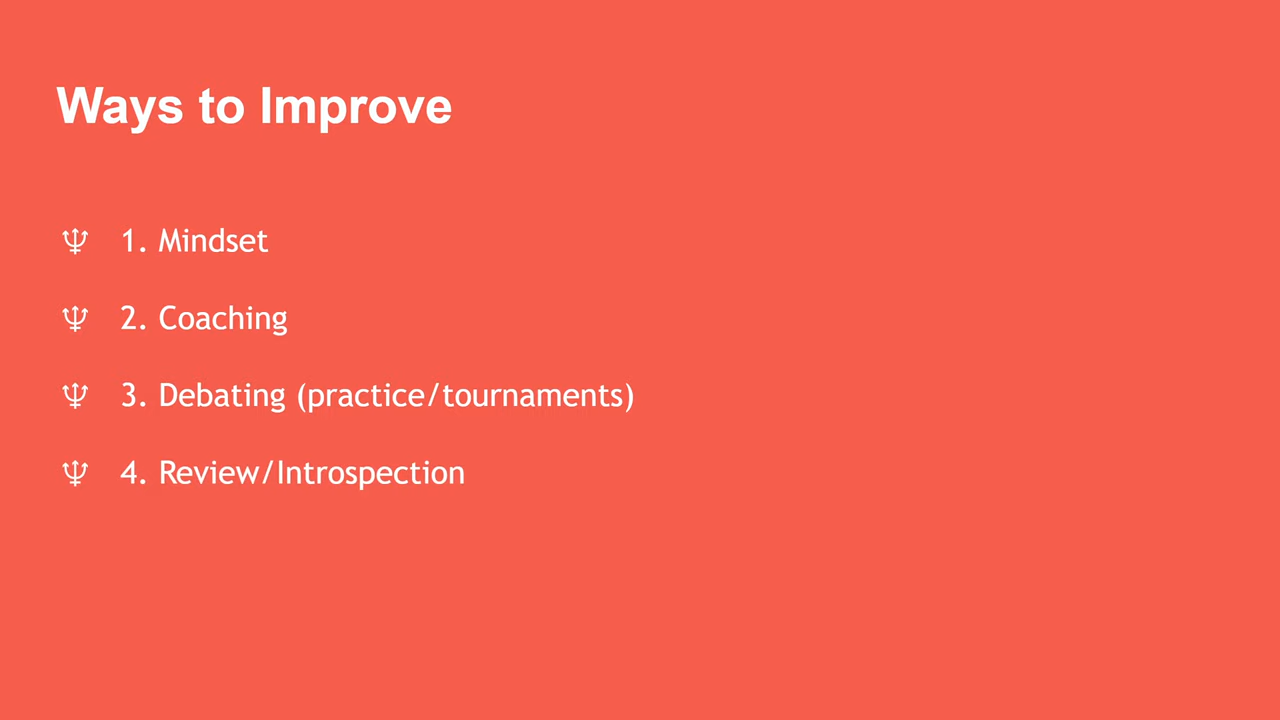 Ways to Improve
♆ 1. Mindset
♆ 2. Coaching
♆ 3. Debating (practice/tournaments)
♆ 4. Review/Introspection